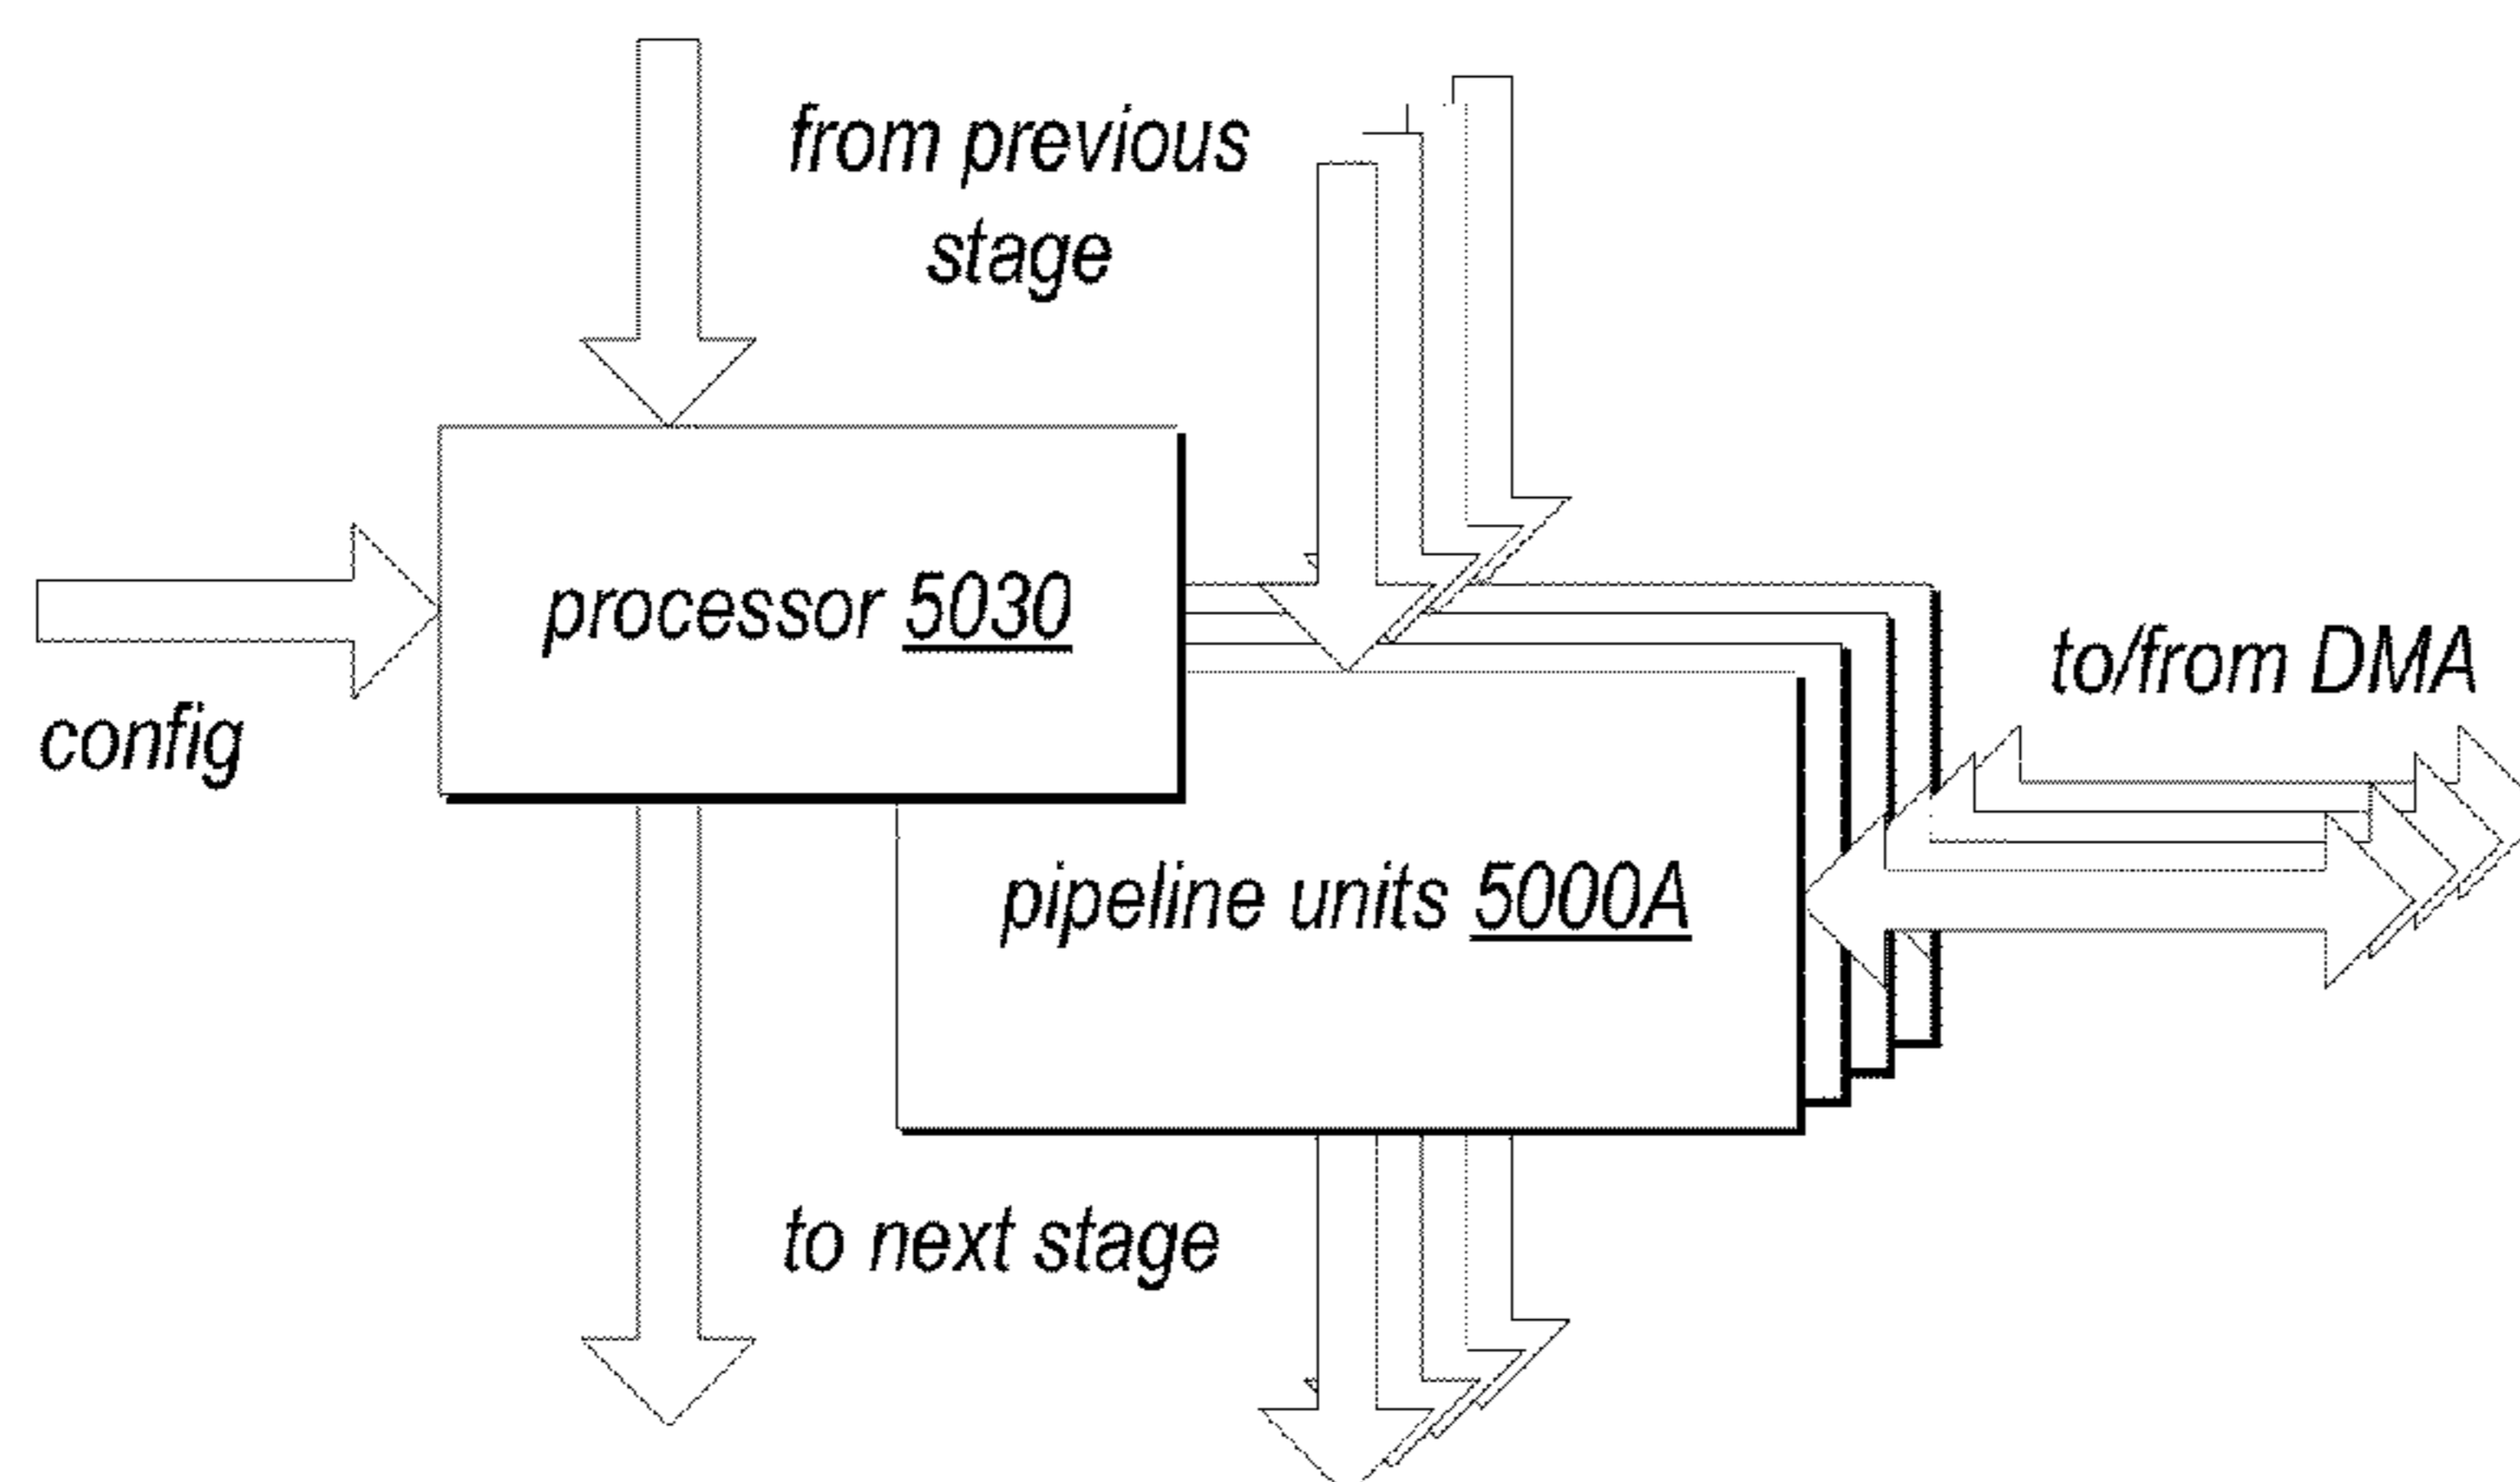 from previous
stage
processor 5030
config
to/from DMA
pipeline units 5000A
to next stage